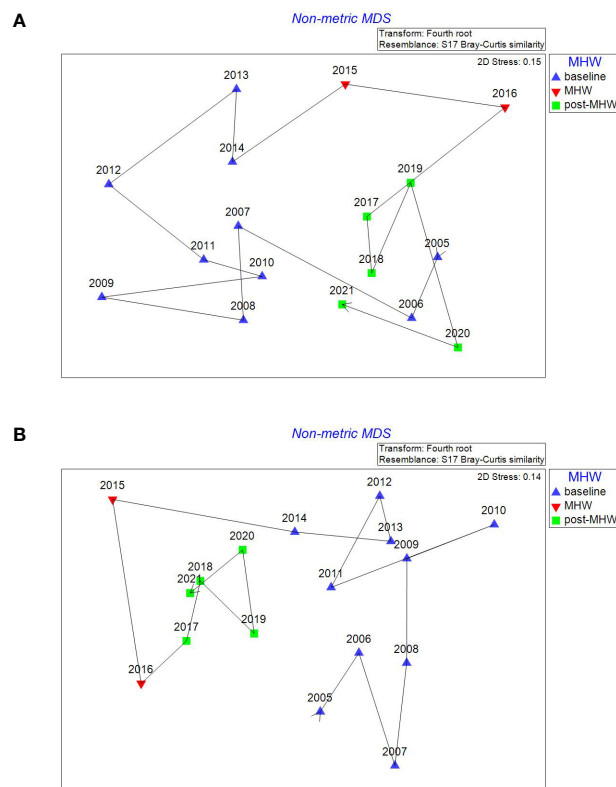 A
Non-metric MDS
Transform: Fourth root
Resemblance: S17 Bray-Curtis similarity
2D Stress: 0.15
MHW
baseline
MHW
post-MHW
2013
2015
2016
2014
2012
2019
2017
2007
2005
2011
2010
2018
2009
2021
2008
2006
2020
B
Non-metric MDS
Transform: Fourth root
Resemblance: S17 Bray-Curtis similarity
2D Stress: 0.14
MHW
baseline
MHW
post-MHW
2012
2015
2010
2014
2013
2020
2009
2018
2021
2011
2019
2017
2006
2008
2016
2005
2007